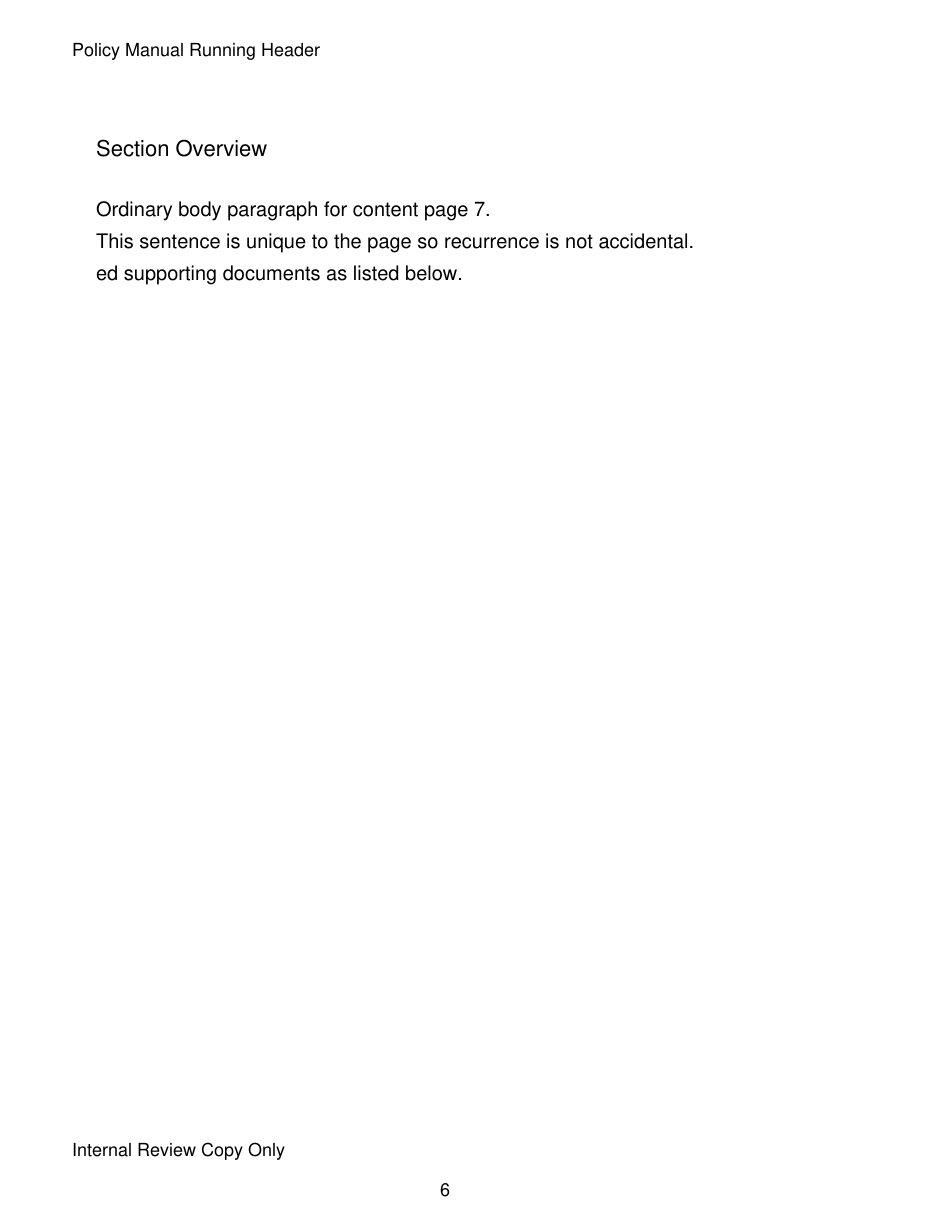 Policy Manual Running Header
Section Overview
Ordinary body paragraph for content page 7.
This sentence is unique to the page so recurrence is not accidental.
ed supporting documents as listed below.
Internal Review Copy Only
6